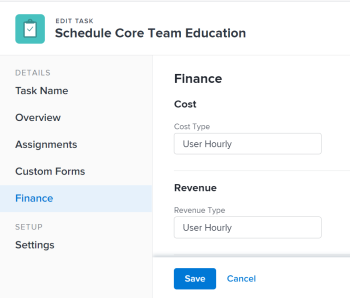 EDIT TASK
Schedule Core Team Education
DETAILS
Task Name
Overview
Assignments
Custom Forms
Finance
SETUP
Settings
Finance
Cost
Cost Type
User Hourly
Revenue
Revenue Type
User Hourly
Save Cancel